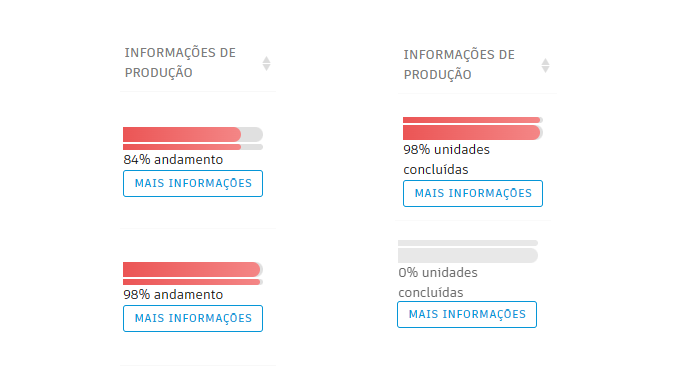 INFORMAÇÕES DE
PRODUÇÃO
84% andamento
MAIS INFORMAÇÕES
98% andamento
MAIS INFORMAÇÕES
INFORMAÇÕES DE
PRODUÇÃO
98% unidades
concluídas
MAIS INFORMAÇÕES
0% unidades
concluídas
MAIS INFORMAÇÕES